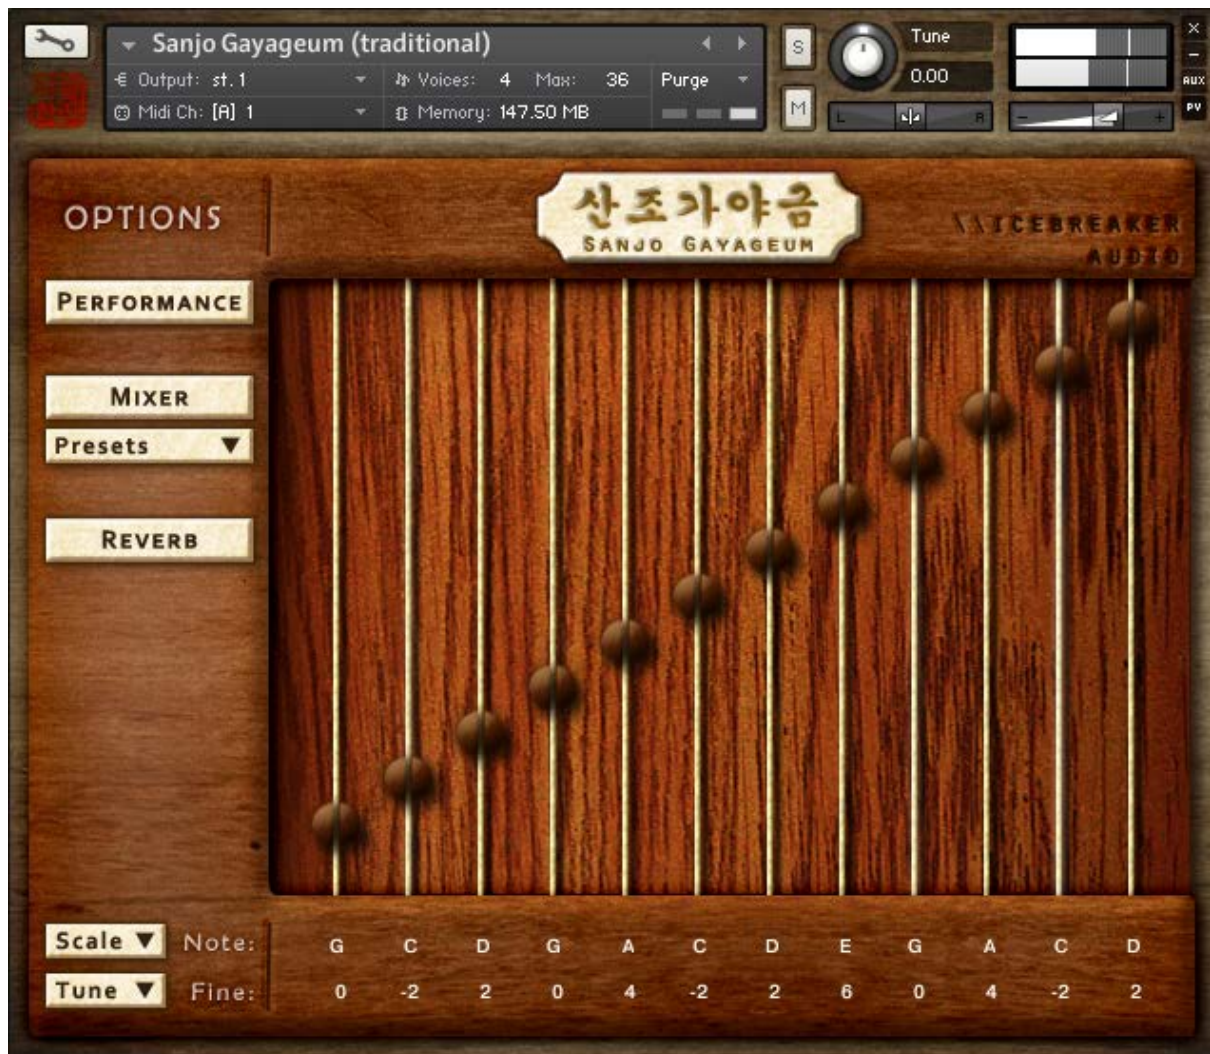 Sanjo Gayageum (traditional)
Output: st. 1
Voices: 4 Max: 36
Purge
Midi Ch: [A] 1
Memory: 147.50 MB
S
M
Tune
0.00
L
R
-
+
×
-
AUX
PV
OPTIONS
산조가야금
SANJO GAYAGEUM
\\ICEBREAKER
AUDIO
PERFORMANCE
MIXER
Presets ▼
REVERB
Scale ▼ Note: G C D G A C D E G A C D
Tune ▼ Fine: 0 -2 2 0 4 -2 2 6 0 4 -2 2